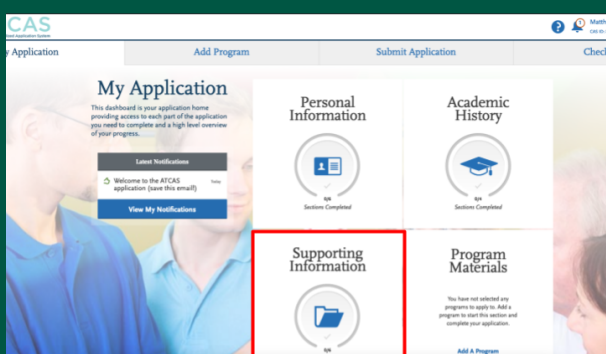 CAS
Matth
y Application
Add Program
Submit Application
Check
My Application
This dashboard is your application home
providing access to each part of the application
you need to complete and a high level overview
of your progress.
Latest Notifications
Welcome to the ATCAS
application (save this email!)
Today
View My Notifications
Personal
Information
Sections Completed
Academic
History
Sections Completed
Supporting
Information
Program
Materials
You have not selected any
programs to apply to. Add a
program to start this section and
complete your application.
Add A Program